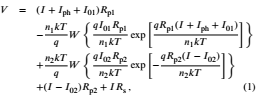 V = (I + I_ph + I_01)R_p1
− n_1kT/q W { qI_01R_p1/n_1kT exp [ qR_p1(I + I_ph + I_01)/n_1kT ] }
+ n_2kT/q W { qI_02R_p2/n_2kT exp [ − qR_p2(I − I_02)/n_2kT ] }
+(I − I_02)R_p2 + IR_s , (1)